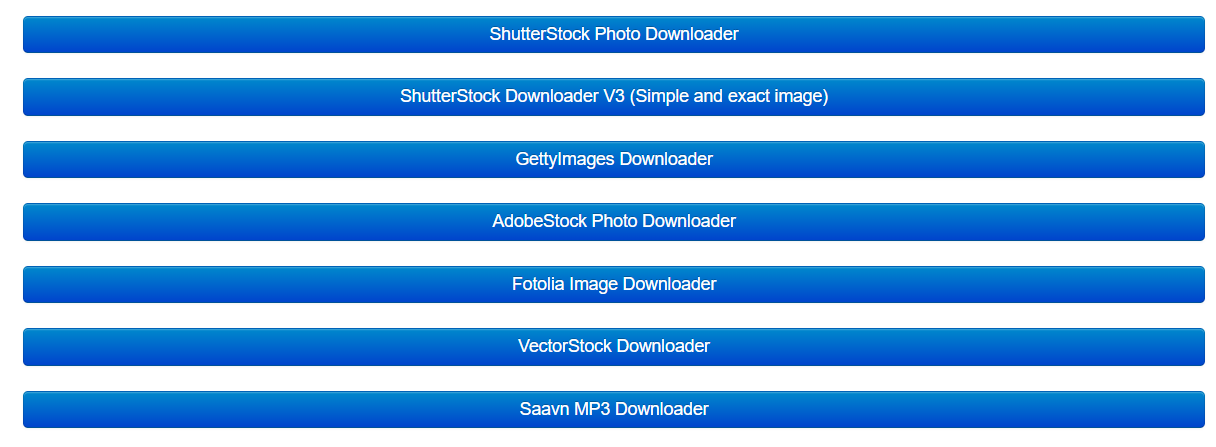 ShutterStock Photo Downloader
ShutterStock Downloader V3 (Simple and exact image)
GettyImages Downloader
AdobeStock Photo Downloader
Fotolia Image Downloader
VectorStock Downloader
Saavn MP3 Downloader